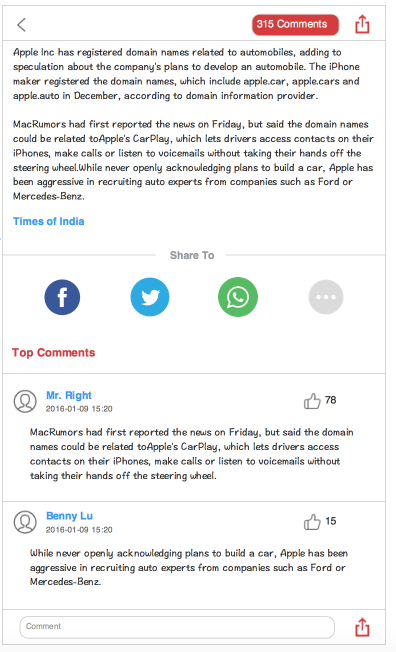 315 Comments
Apple Inc has registered domain names related to automobiles, adding to
speculation about the company's plans to develop an automobile. The iPhone
maker registered the domain names, which include apple.car, apple.cars and
apple.auto in December, according to domain information provider.
MacRumors had first reported the news on Friday, but said the domain names
could be related toApple's CarPlay, which lets drivers access contacts on their
iPhones, make calls or listen to voicemails without taking their hands off the
steering wheel.While never openly acknowledging plans to build a car, Apple has
been aggressive in recruiting auto experts from companies such as Ford or
Mercedes-Benz.
Times of India
Share To
Top Comments
Mr. Right
78
2016-01-09 15:20
MacRumors had first reported the news on Friday, but said the domain
names could be related toApple's CarPlay, which lets drivers access
contacts on their iPhones, make calls or listen to voicemails without
taking their hands off the steering wheel.
Benny Lu
15
2016-01-09 15:20
While never openly acknowledging plans to build a car, Apple has been
aggressive in recruiting auto experts from companies such as Ford or
Mercedes-Benz.
Comment